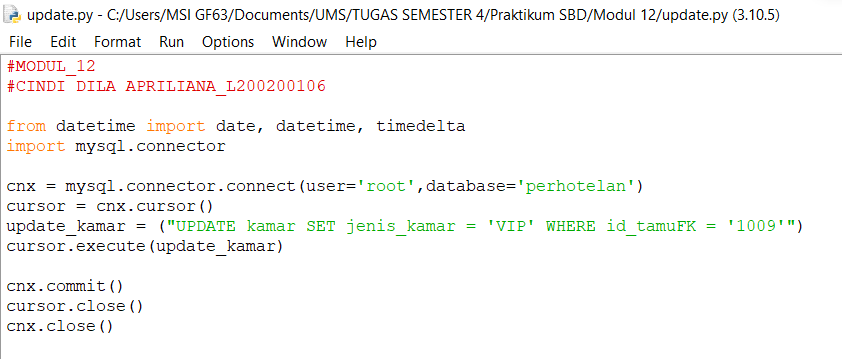 update.py - C:/Users/MSI GF63/Documents/UMS/TUGAS SEMESTER 4/Praktikum SBD/Modul 12/update.py (3.10.5)
File Edit Format Run Options Window Help
#MODUL_12
#CINDI DILA APRILIANA_L200200106
from datetime import date, datetime, timedelta
import mysql.connector
cnx = mysql.connector.connect(user='root',database='perhotelan')
cursor = cnx.cursor()
update_kamar = ("UPDATE kamar SET jenis_kamar = 'VIP' WHERE id_tamuFK = '1009'")
cursor.execute(update_kamar)
cnx.commit()
cursor.close()
cnx.close()